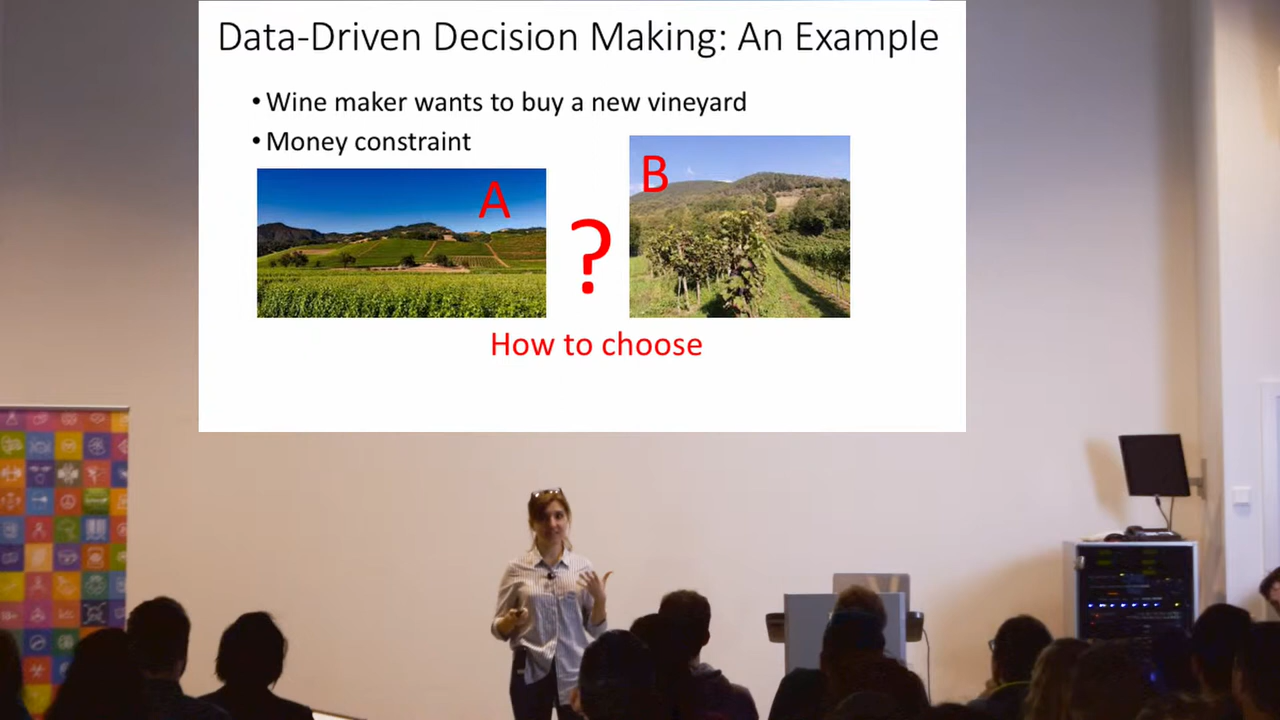 Data-Driven Decision Making: An Example
• Wine maker wants to buy a new vineyard
• Money constraint
A
B
?
How to choose